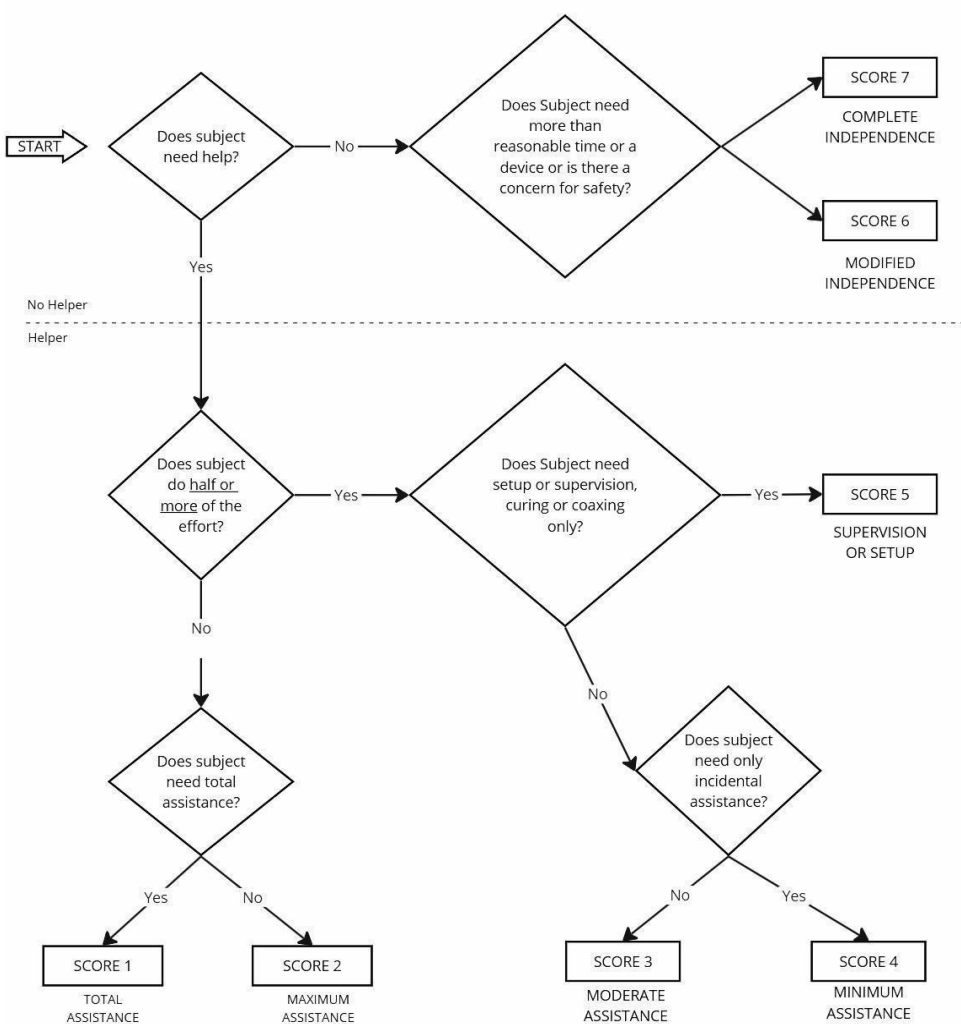 START
Does subject
need help?
No
Does Subject need
more than
reasonable time or a
device or is there a
concern for safety?
SCORE 7
COMPLETE
INDEPENDENCE
SCORE 6
MODIFIED
INDEPENDENCE
Yes
No Helper
Helper
Does subject
do half or
more of the
effort?
Yes
Does Subject need
setup or supervision,
curing or coaxing
only?
Yes
SCORE 5
SUPERVISION
OR SETUP
No
No
Does subject
need total
assistance?
Does subject
need only
incidental
assistance?
Yes
No
No
Yes
SCORE 1
TOTAL
ASSISTANCE
SCORE 2
MAXIMUM
ASSISTANCE
SCORE 3
MODERATE
ASSISTANCE
SCORE 4
MINIMUM
ASSISTANCE